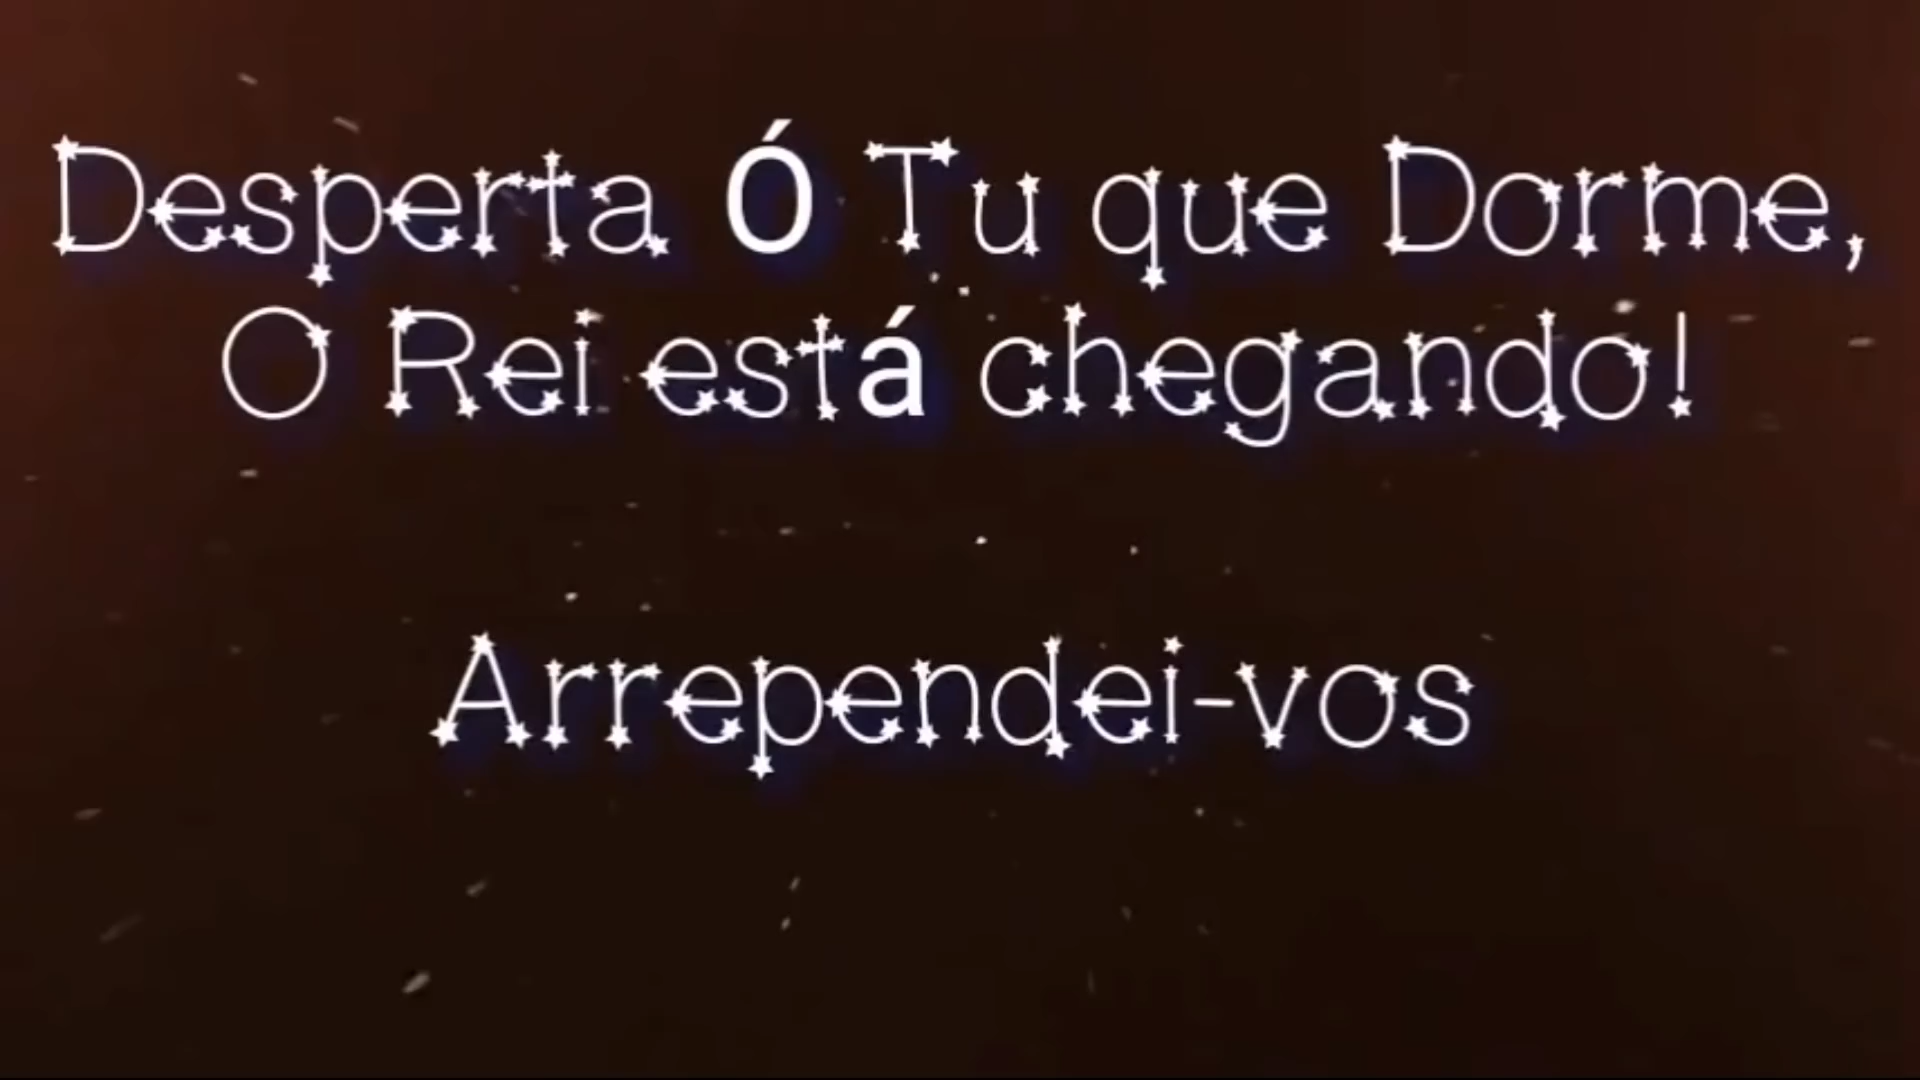 Desperta Ó Tu que Dorme,
O Rei está chegando!
Arrependei-vos